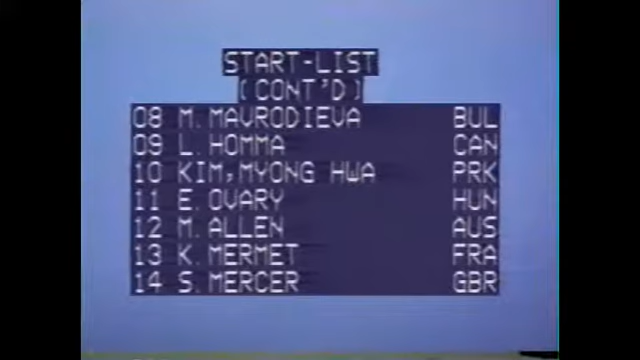 START-LIST
(CONT'D)
08 M. MAVRODIEVA BUL
09 L. HOMMA CAN
10 KIM,MYONG HWA PRK
11 E. OVARY HUN
12 M. ALLEN AUS
13 K. MERMET FRA
14 S. MERCER GBR